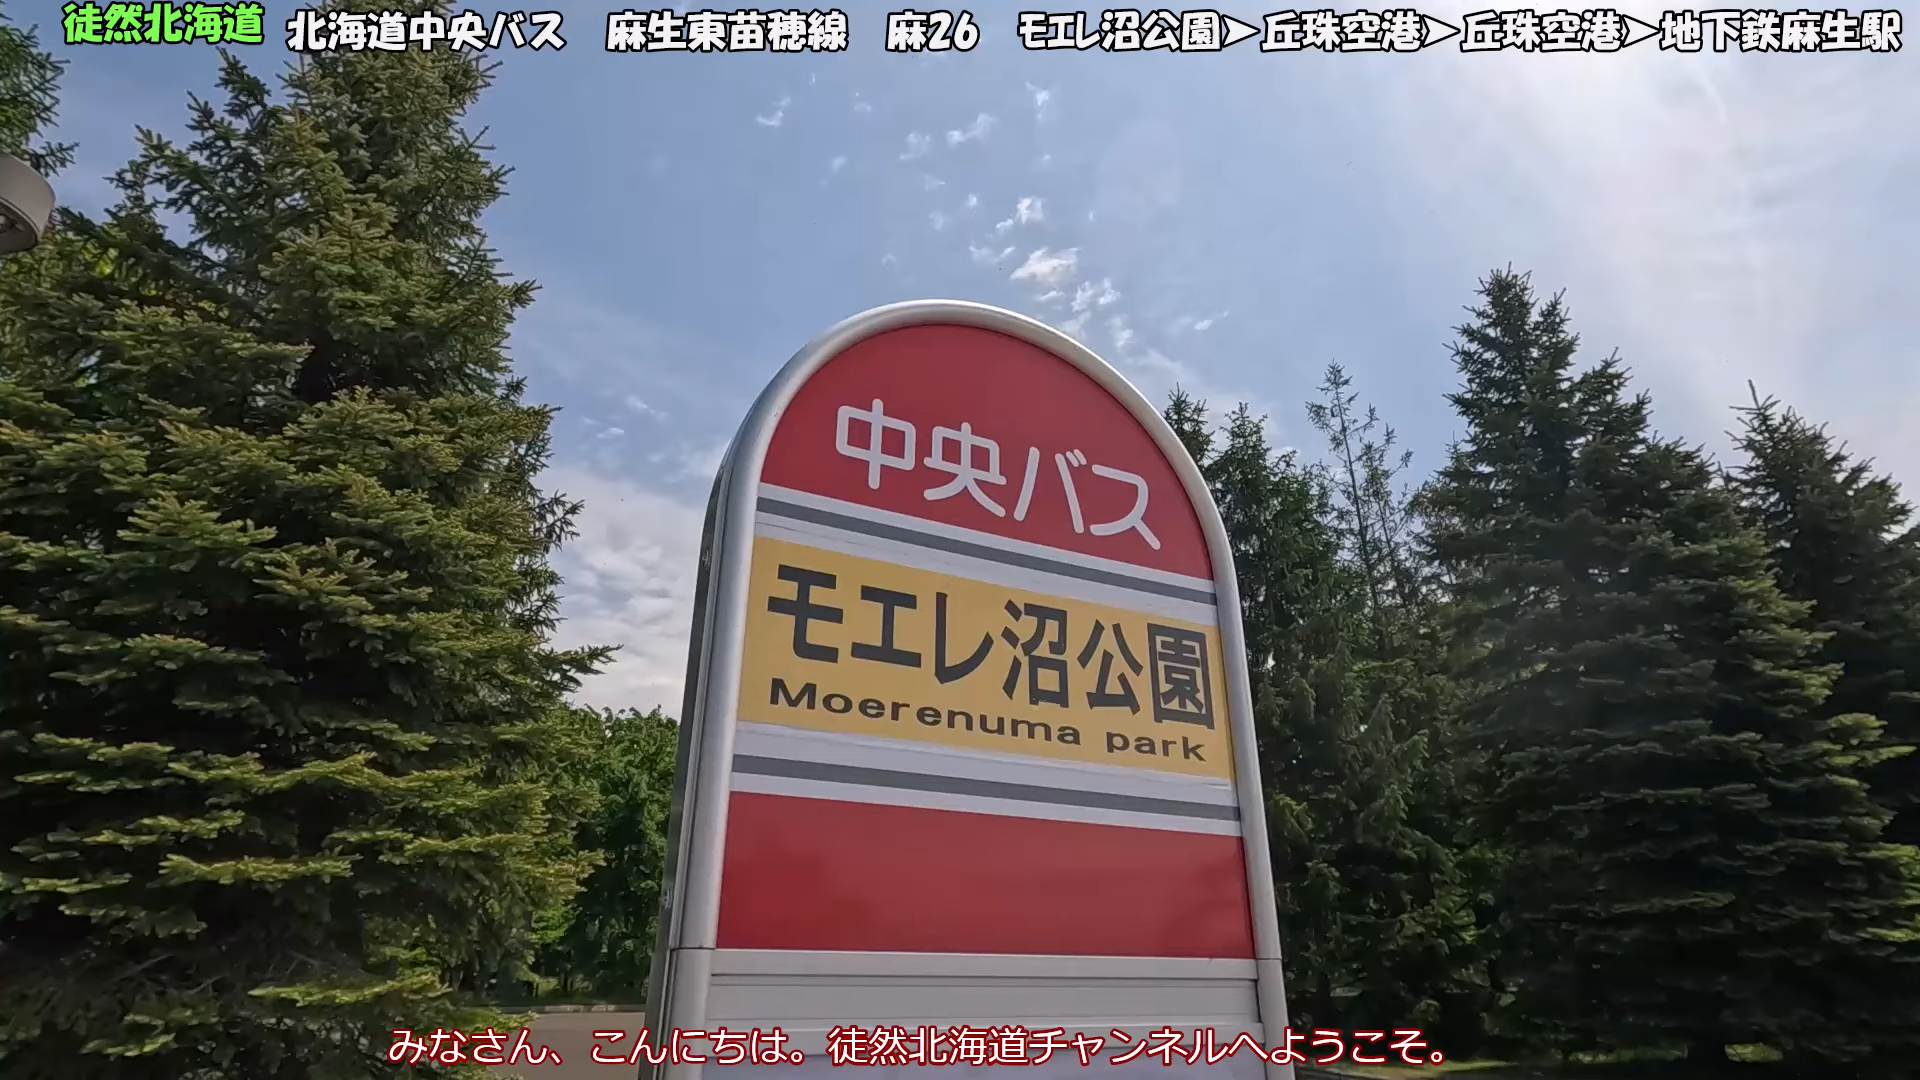 徒然北海道 北海道中央バス 麻生東苗穂線 麻26 モエレ沼公園➤丘珠空港➤丘珠空港➤地下鉄麻生駅
中央バス
モエレ沼公園
Moerenuma park
みなさん、こんにちは。徒然北海道チャンネルへようこそ。